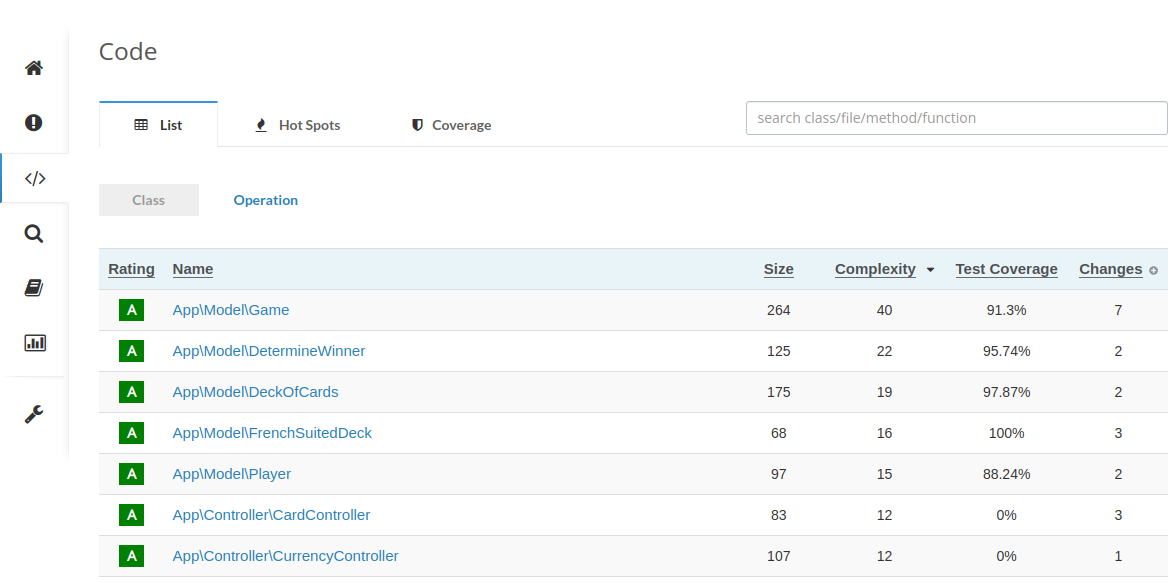 Code
List Hot Spots Coverage search class/file/method/function
Class Operation
Rating Name Size Complexity Test Coverage Changes
A App\Model\Game 264 40 91.3% 7
A App\Model\DetermineWinner 125 22 95.74% 2
A App\Model\DeckOfCards 175 19 97.87% 2
A App\Model\FrenchSuitedDeck 68 16 100% 3
A App\Model\Player 97 15 88.24% 2
A App\Controller\CardController 83 12 0% 3
A App\Controller\CurrencyController 107 12 0% 1